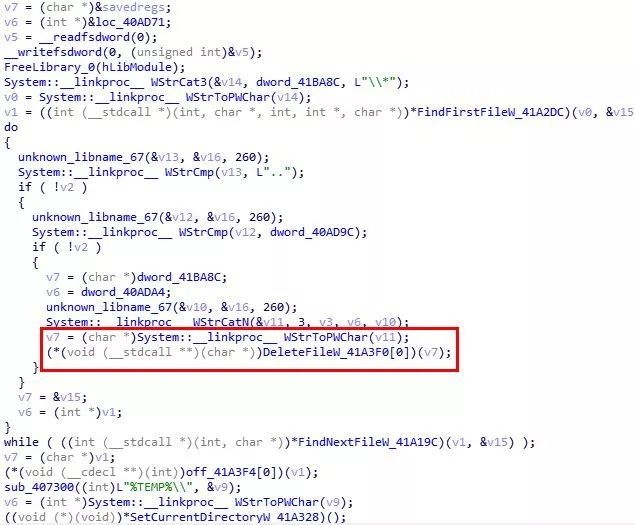 v7 = (char *)&savedregs;
v6 = (int *)&loc_40AD71;
v5 = __readfsdword(0);
__writefsdword(0, (unsigned int)&v5);
FreeLibrary_0(hLibModule);
System::__linkproc__ WStrCat3(&v14, dword_41BA8C, L"\\*");
v0 = System::__linkproc__ WStrToPWChar(v14);
v1 = ((int (__stdcall *)(int, char *, int, int *, char *))*FindFirstFileW_41A2DC)(v0, &v15
do
{
unknown_libname_67(&v13, &v16, 260);
System::__linkproc__ WStrCmp(v13, L"..");
if ( !v2 )
{
unknown_libname_67(&v12, &v16, 260);
System::__linkproc__ WStrCmp(v12, dword_40AD9C);
if ( !v2 )
{
v7 = (char *)dword_41BA8C;
v6 = dword_40ADA4;
unknown_libname_67(&v10, &v16, 260);
System::__linkproc__ WStrCatN(&v11, 3, v3, v6, v10);
v7 = (char *)System::__linkproc__ WStrToPWChar(v11);
(*(void (__stdcall **)(char *))DeleteFileW_41A3F0[0])(v7);
}
}
v7 = &v15;
v6 = (int *)v1;
}
while ( ((int (__stdcall *)(int, char *))*FindNextFileW_41A19C)(v1, &v15) );
v7 = (char *)v1;
(*(void (__cdecl **)(int))off_41A3F4[0])(v1);
sub_407300((int)L"%TEMP%\\", &v9);
v6 = (int *)System::__linkproc__ WStrToPWChar(v9);
((void (*)(void))*SetCurrentDirectoryW_41A328)();